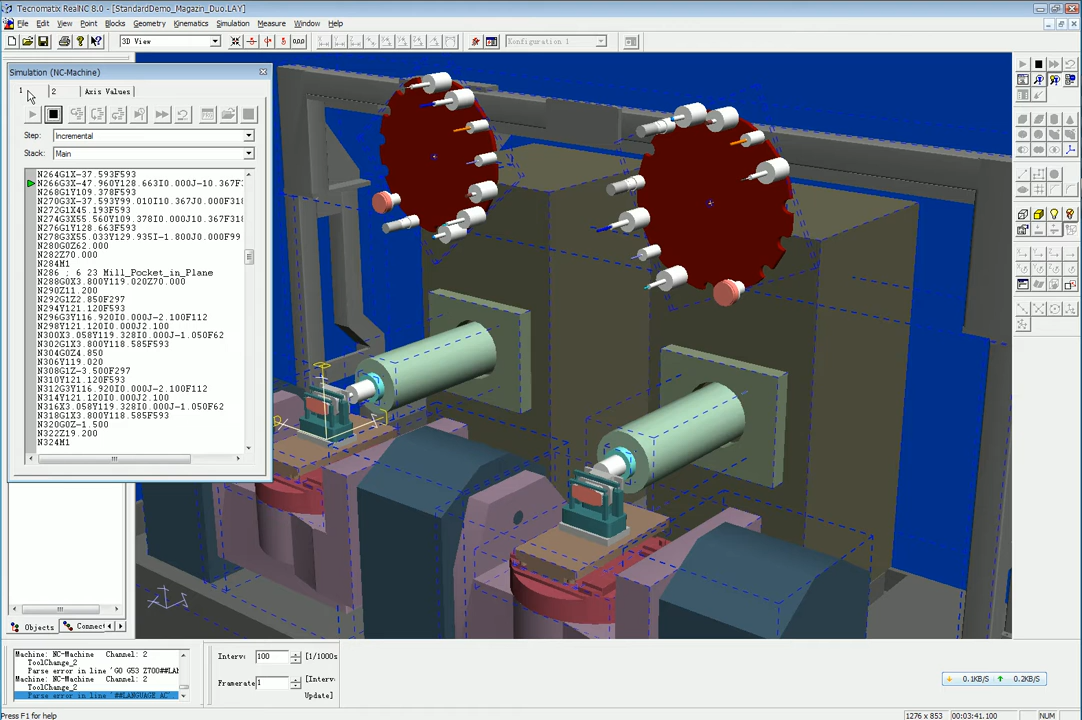 Tecnomatix RealNC 8.0 - [StandardDemo_Magazin_Duo.LAY]
File Edit View Point Blocks Geometry Kinematics Simulation Measure Window Help
3D View
Konfiguration 1
Simulation (NC-Machine)
1 2 Axis Values
Step: Incremental
Stack: Main
N264G1X-37.593F593
N266G3X-47.960Y128.663I0.000J-10.367F
N268G1Y109.378F593
N270G3X-37.593Y99.010I10.367J0.000F31
N272G1X45.193F593
N274G3X55.560Y109.378I0.000J10.367F31
N276G1Y128.663F593
N278G3X55.033Y129.935I-1.800J0.000F99
N280G0Z62.000
N282Z70.000
N284M1
N286 ; 6 23 Mill_Pocket_in_Plane
N288G0X3.800Y119.020Z70.000
N290Z11.200
N292G1Z2.850F297
N294Y121.120F593
N296G3Y116.920I0.000J-2.100F112
N298Y121.120I0.000J2.100
N300X3.058Y119.328I0.000J-1.050F62
N302G1X3.800Y118.585F593
N304G0Z4.850
N306Y119.020
N308G1Z-3.500F297
N310Y121.120F593
N312G3Y116.920I0.000J-2.100F112
N314Y121.120I0.000J2.100
N316X3.058Y119.328I0.000J-1.050F62
N318G1X3.800Y118.585F593
N320G0Z-1.500
N322Z19.200
N324M1
Objects Connect
Machine: NC-Machine Channel: 2
ToolChange_2
Parse error in line 'G0 G53 Z700##LAN
Machine: NC-Machine Channel: 2
ToolChange_2
Parse error in line '##LANGUAGE AC'
Interv: 100 [1/1000s
Framerate 1 [Interv
Update]
0.1KB/S 0.2KB/S
Press F1 for help
1276 x 853 00:03:41.100 NUM